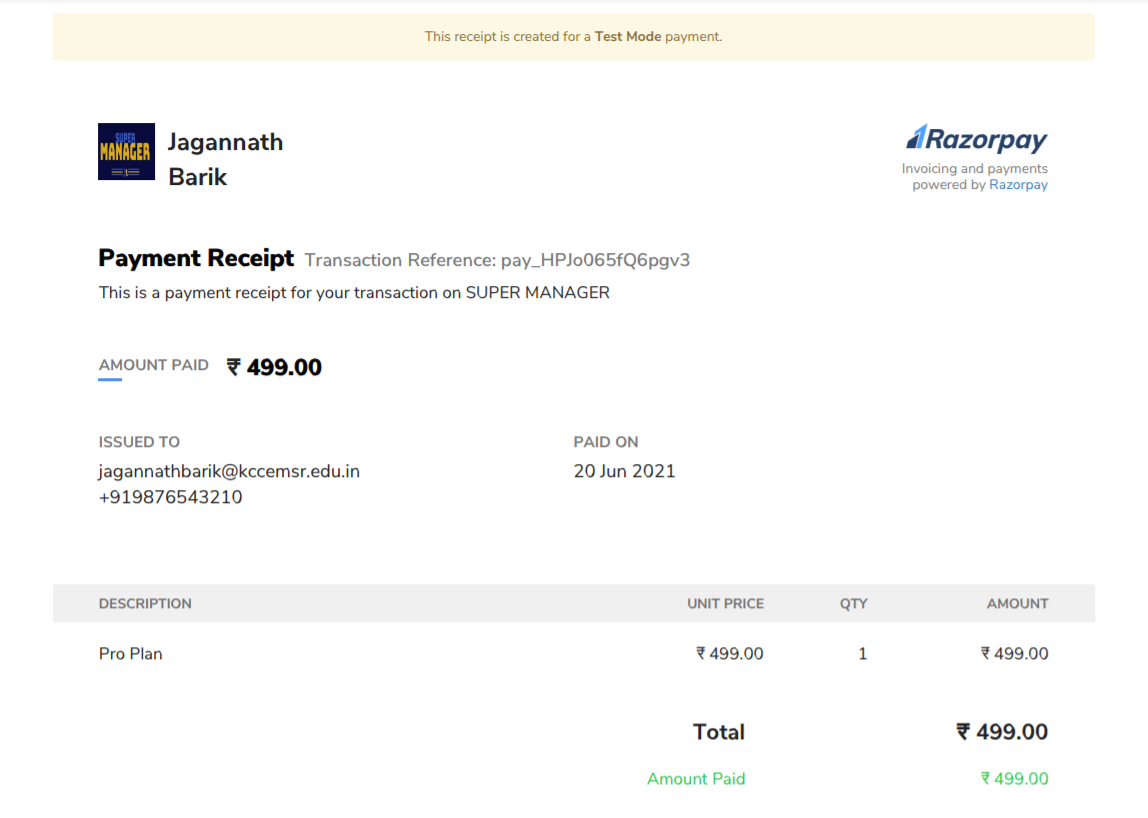 This receipt is created for a Test Mode payment.
SUPER
MANAGER
Jagannath
Barik
Razorpay
Invoicing and payments
powered by Razorpay
Payment Receipt Transaction Reference: pay_HPJo065fQ6pgv3
This is a payment receipt for your transaction on SUPER MANAGER
AMOUNT PAID ₹ 499.00
ISSUED TO PAID ON
jagannathbarik@kccemsr.edu.in 20 Jun 2021
+919876543210
DESCRIPTION UNIT PRICE QTY AMOUNT
Pro Plan ₹ 499.00 1 ₹ 499.00
Total ₹ 499.00
Amount Paid ₹ 499.00